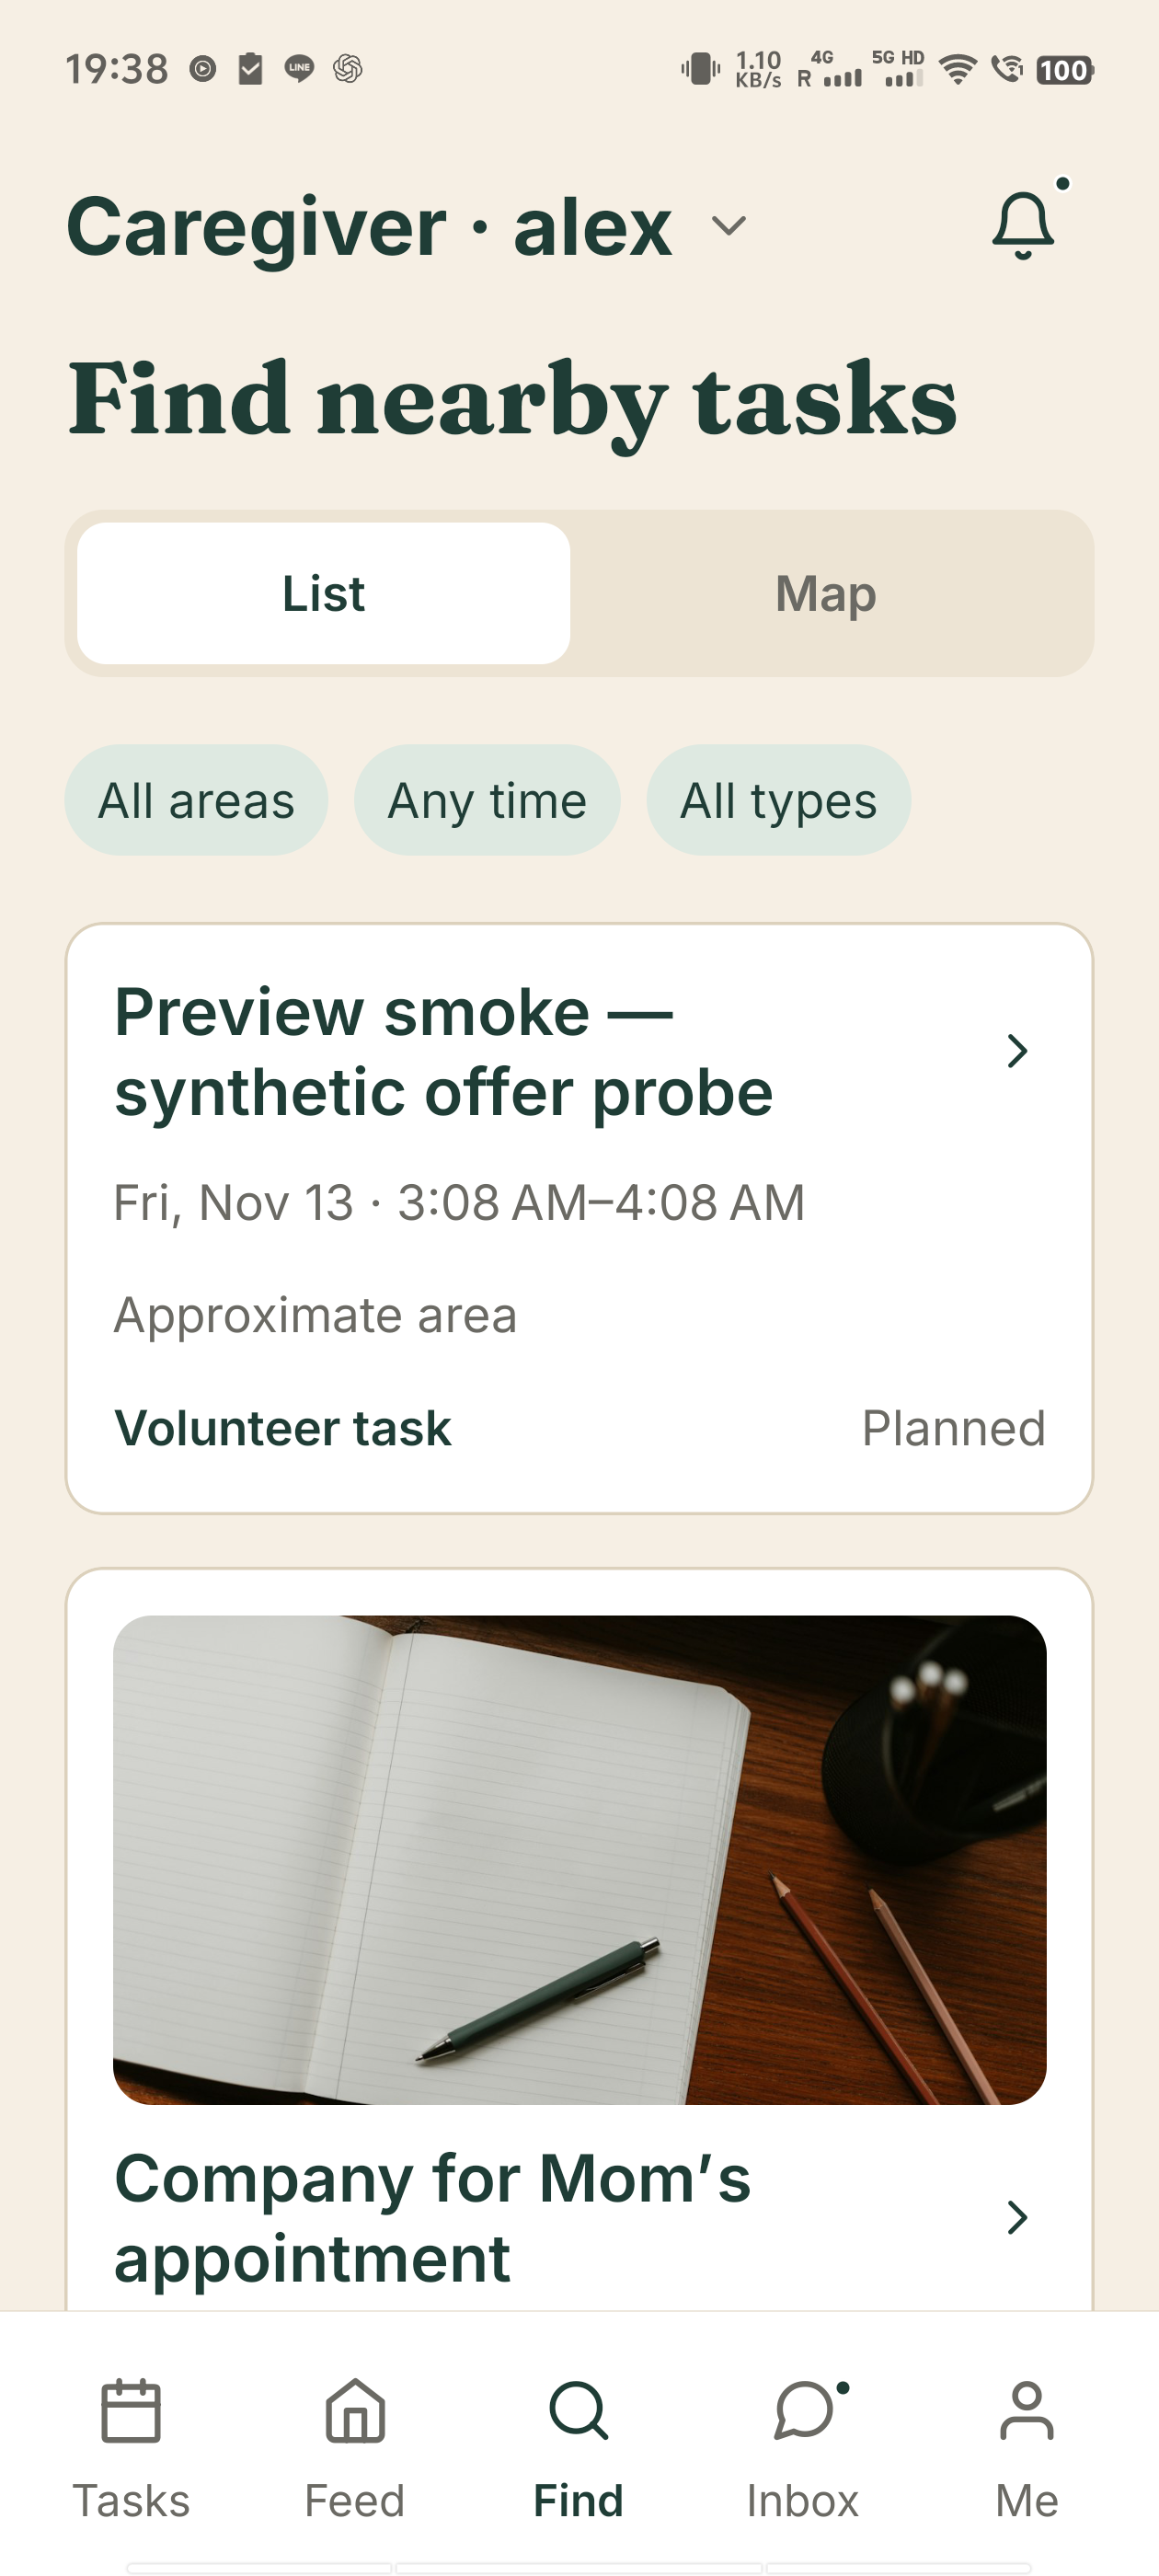 19:38 LINE 1.10 KB/s R 4G 5G HD 100
Caregiver · alex
Find nearby tasks
List Map
All areas Any time All types
Preview smoke —
synthetic offer probe
Fri, Nov 13 · 3:08 AM–4:08 AM
Approximate area
Volunteer task Planned
Company for Mom’s
appointment
Tasks Feed Find Inbox Me